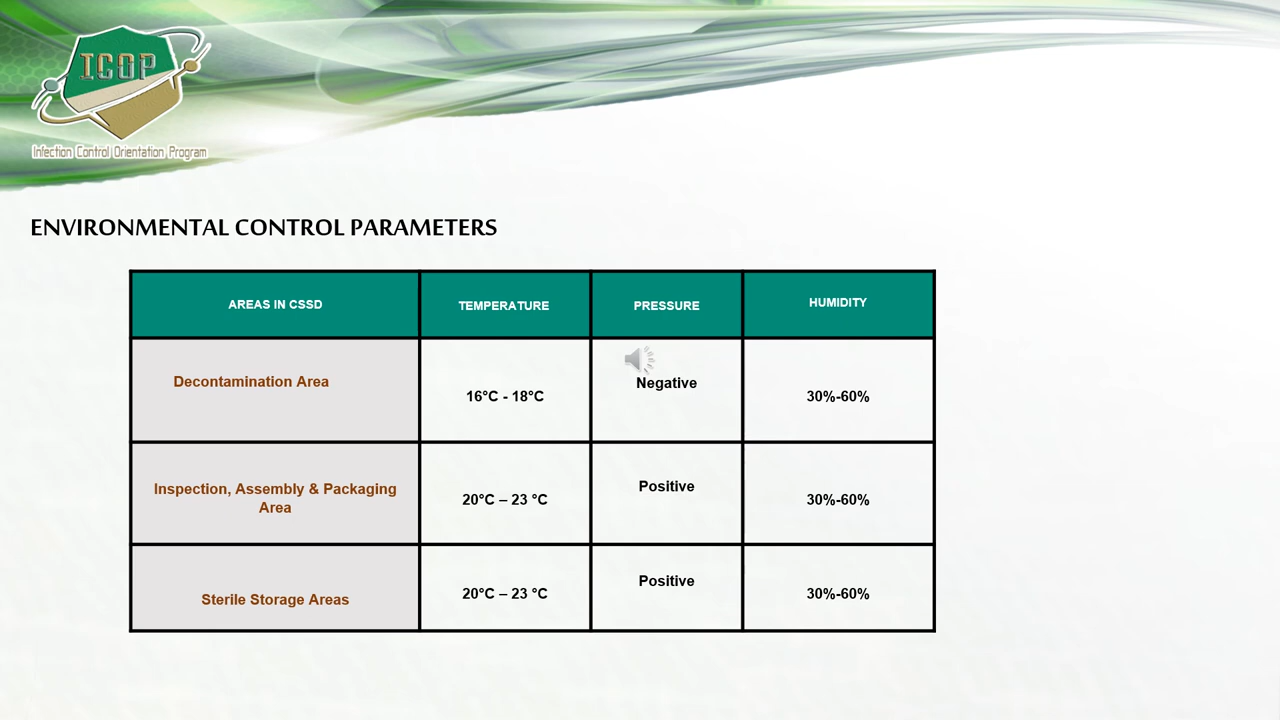 ICOP
Infection Control Orientation Program
ENVIRONMENTAL CONTROL PARAMETERS
AREAS IN CSSD
TEMPERATURE
PRESSURE
HUMIDITY
Decontamination Area
16°C - 18°C
Negative
30%-60%
Inspection, Assembly & Packaging
Area
20°C – 23 °C
Positive
30%-60%
Sterile Storage Areas
20°C – 23 °C
Positive
30%-60%